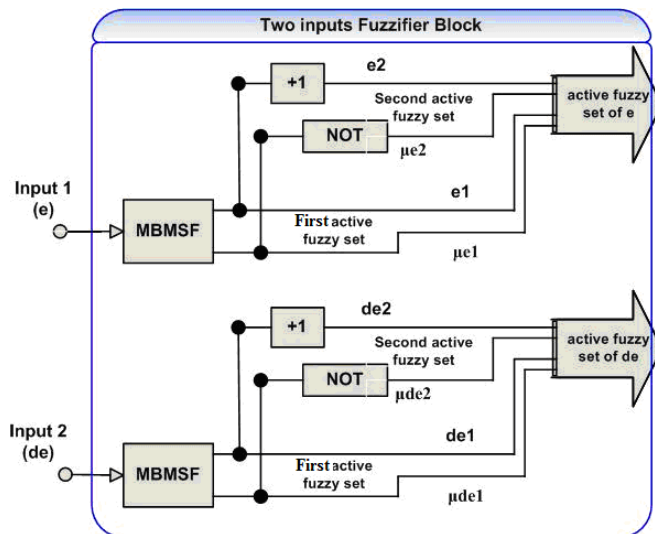 Two inputs Fuzzifier Block
+1
e2
Second active
fuzzy set
NOT
μe2
active fuzzy
set of e
Input 1
(e)
MBMSF
e1
First active
fuzzy set
μe1
+1
de2
Second active
fuzzy set
NOT
μde2
active fuzzy
set of de
Input 2
(de)
MBMSF
de1
First active
fuzzy set
μde1